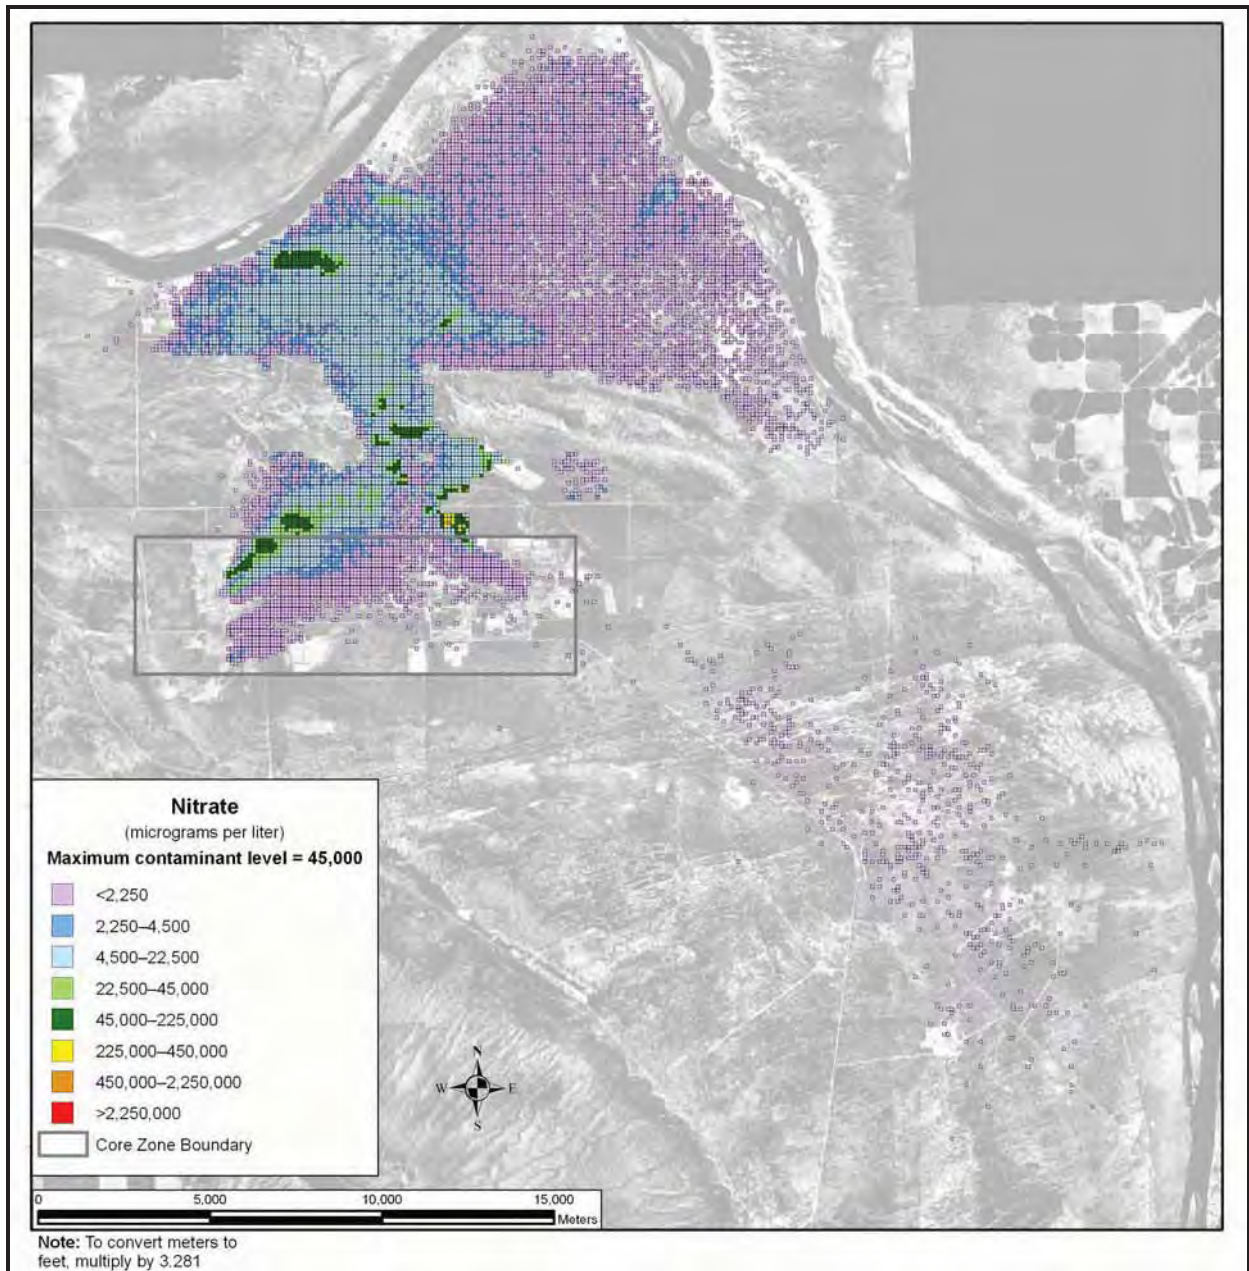 Nitrate
(micrograms per liter)
Maximum contaminant level = 45,000
<2,250
2,250–4,500
4,500–22,500
22,500–45,000
45,000–225,000
225,000–450,000
450,000–2,250,000
>2,250,000
Core Zone Boundary
N
W E
S
0 5,000 10,000 15,000
Meters
Note: To convert meters to
feet, multiply by 3.281